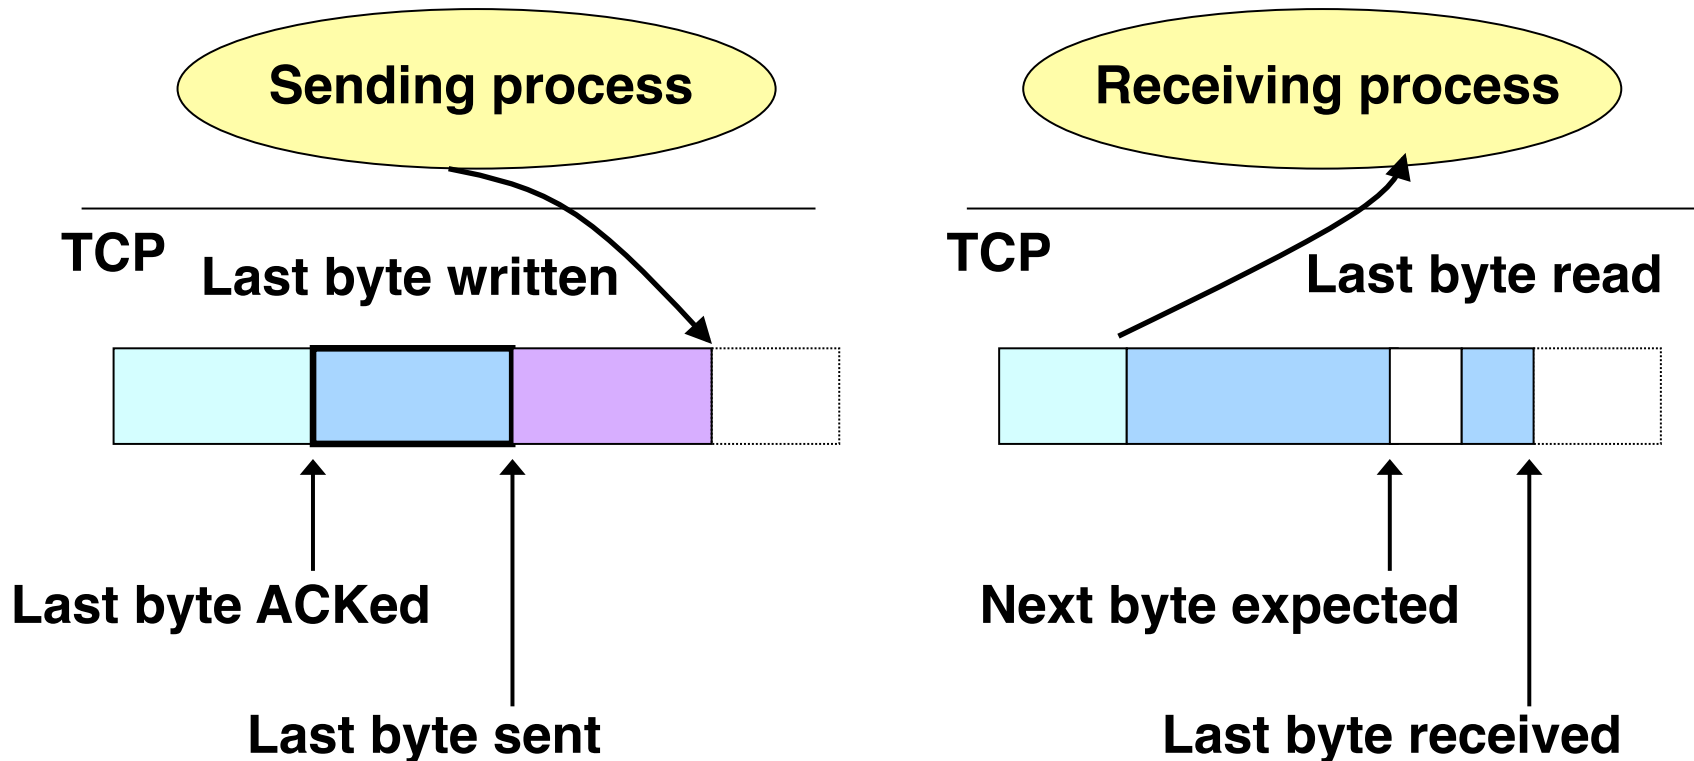 Sending process
TCP
Last byte written
Last byte ACKed
Last byte sent
Receiving process
TCP
Last byte read
Next byte expected
Last byte received